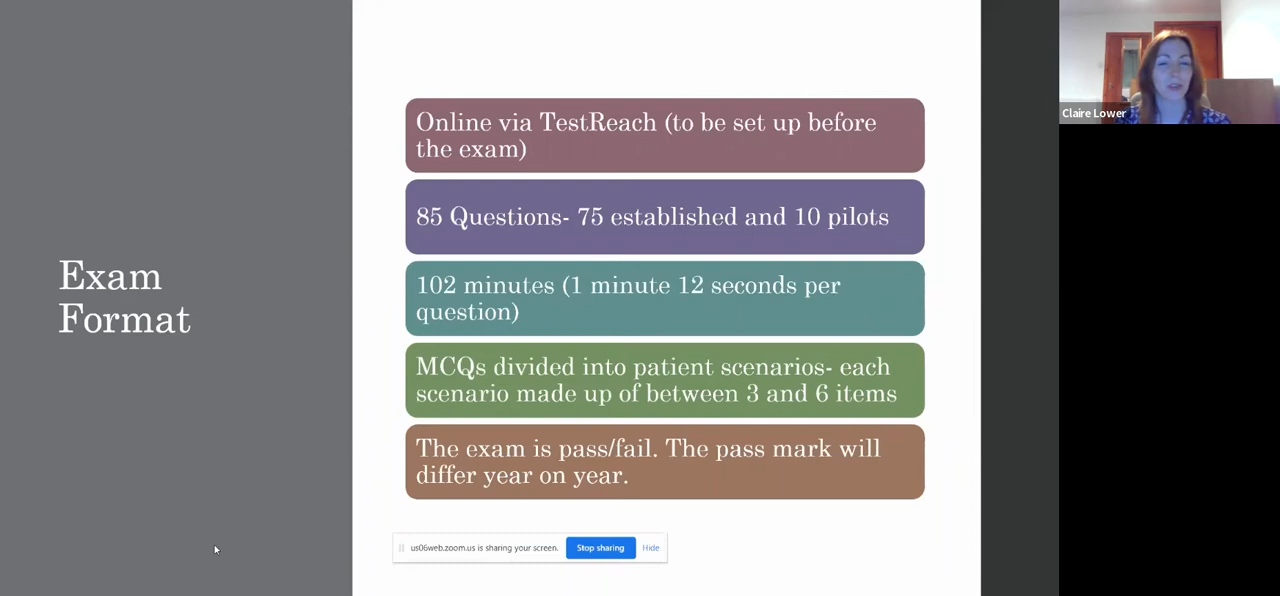 Exam
Format
Online via TestReach (to be set up before
the exam)
85 Questions- 75 established and 10 pilots
102 minutes (1 minute 12 seconds per
question)
MCQs divided into patient scenarios- each
scenario made up of between 3 and 6 items
The exam is pass/fail. The pass mark will
differ year on year.
us06web.zoom.us is sharing your screen. Stop sharing Hide
Claire Lower